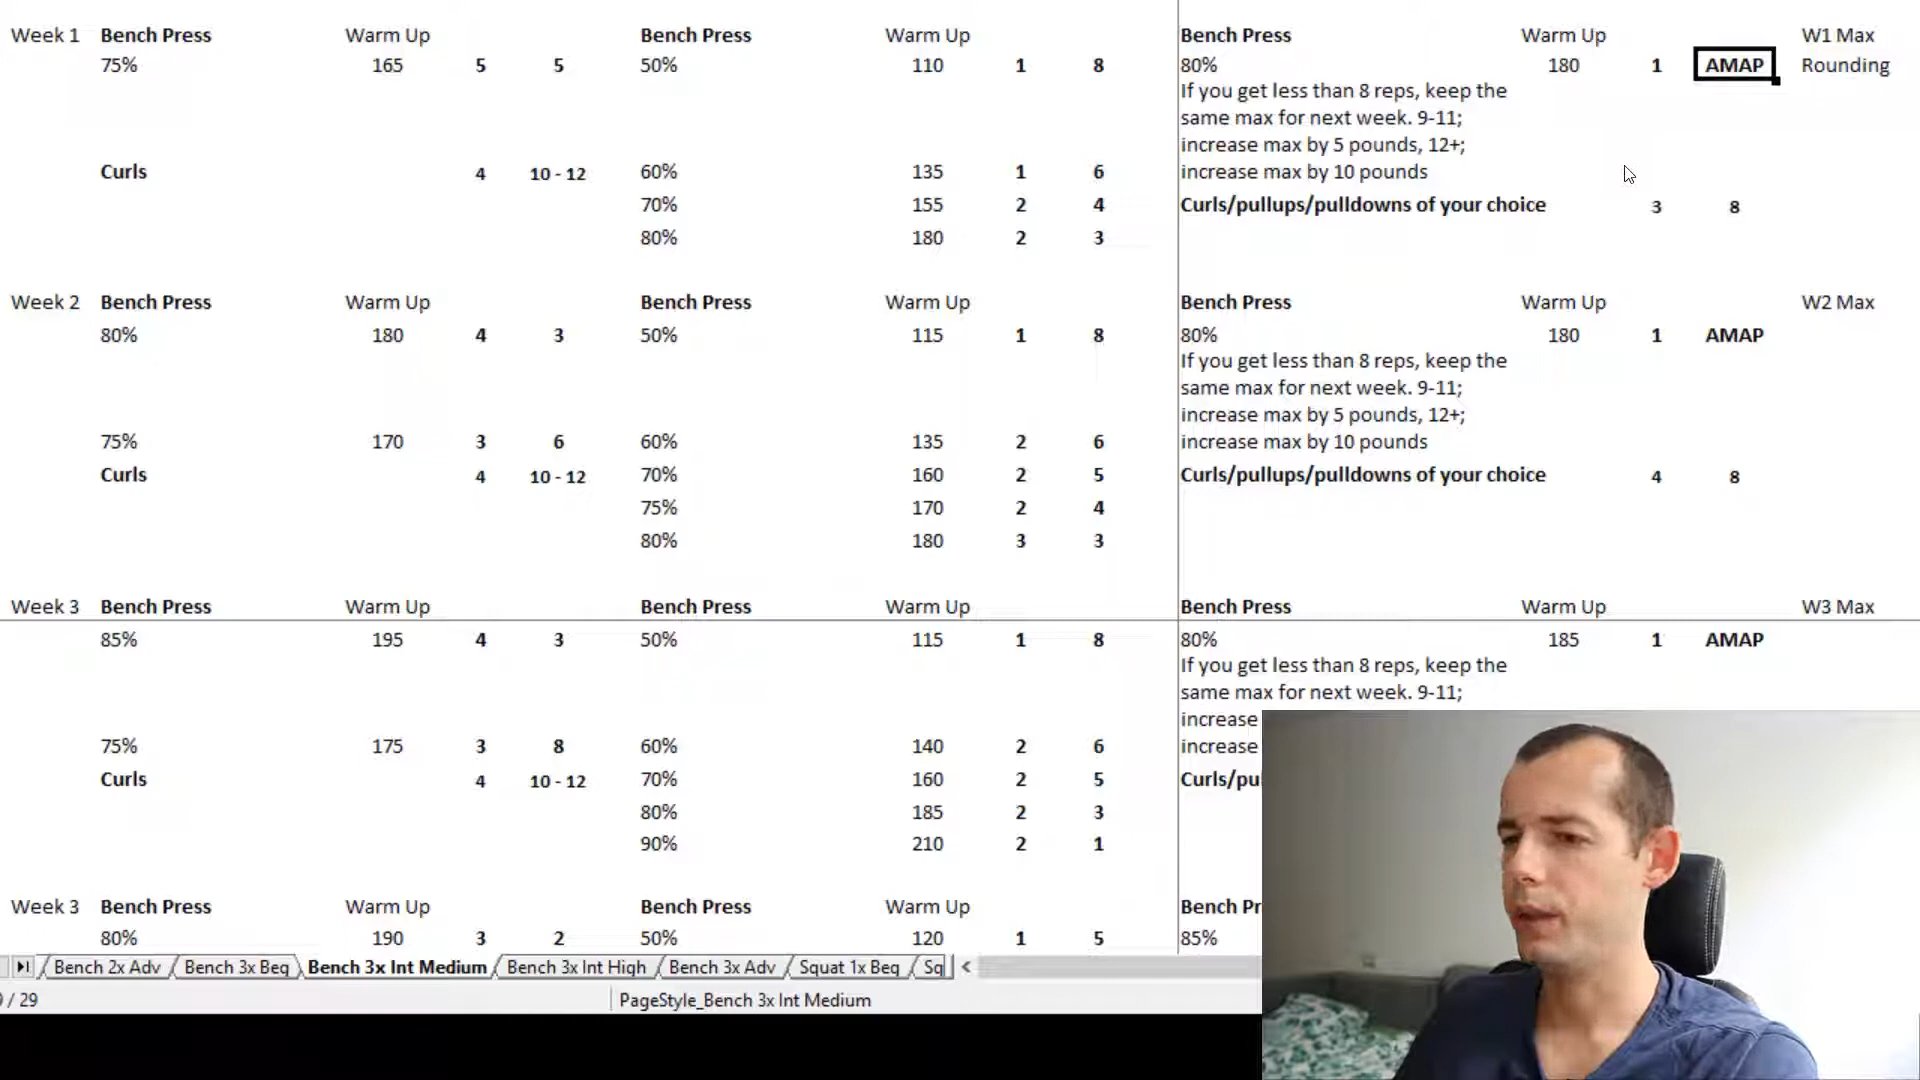 Week 1 Bench Press Warm Up Bench Press Warm Up Bench Press Warm Up W1 Max
75% 165 5 5 50% 110 1 8 80% 180 1 AMAP Rounding
If you get less than 8 reps, keep the
same max for next week. 9-11;
increase max by 5 pounds, 12+;
Curls 4 10 - 12 60% 135 1 6 increase max by 10 pounds
70% 155 2 4 Curls/pullups/pulldowns of your choice 3 8
80% 180 2 3
Week 2 Bench Press Warm Up Bench Press Warm Up Bench Press Warm Up W2 Max
80% 180 4 3 50% 115 1 8 80% 180 1 AMAP
If you get less than 8 reps, keep the
same max for next week. 9-11;
increase max by 5 pounds, 12+;
75% 170 3 6 60% 135 2 6 increase max by 10 pounds
Curls 4 10 - 12 70% 160 2 5 Curls/pullups/pulldowns of your choice 4 8
75% 170 2 4
80% 180 3 3
Week 3 Bench Press Warm Up Bench Press Warm Up Bench Press Warm Up W3 Max
85% 195 4 3 50% 115 1 8 80% 185 1 AMAP
If you get less than 8 reps, keep the
same max for next week. 9-11;
increase
75% 175 3 8 60% 140 2 6 increase
Curls 4 10 - 12 70% 160 2 5 Curls/pu
80% 185 2 3
90% 210 2 1
Week 3 Bench Press Warm Up Bench Press Warm Up Bench Pr
80% 190 3 2 50% 120 1 5 85%
Bench 2x Adv Bench 3x Beg Bench 3x Int Medium Bench 3x Int High Bench 3x Adv Squat 1x Beg Sq
/ 29 PageStyle_Bench 3x Int Medium